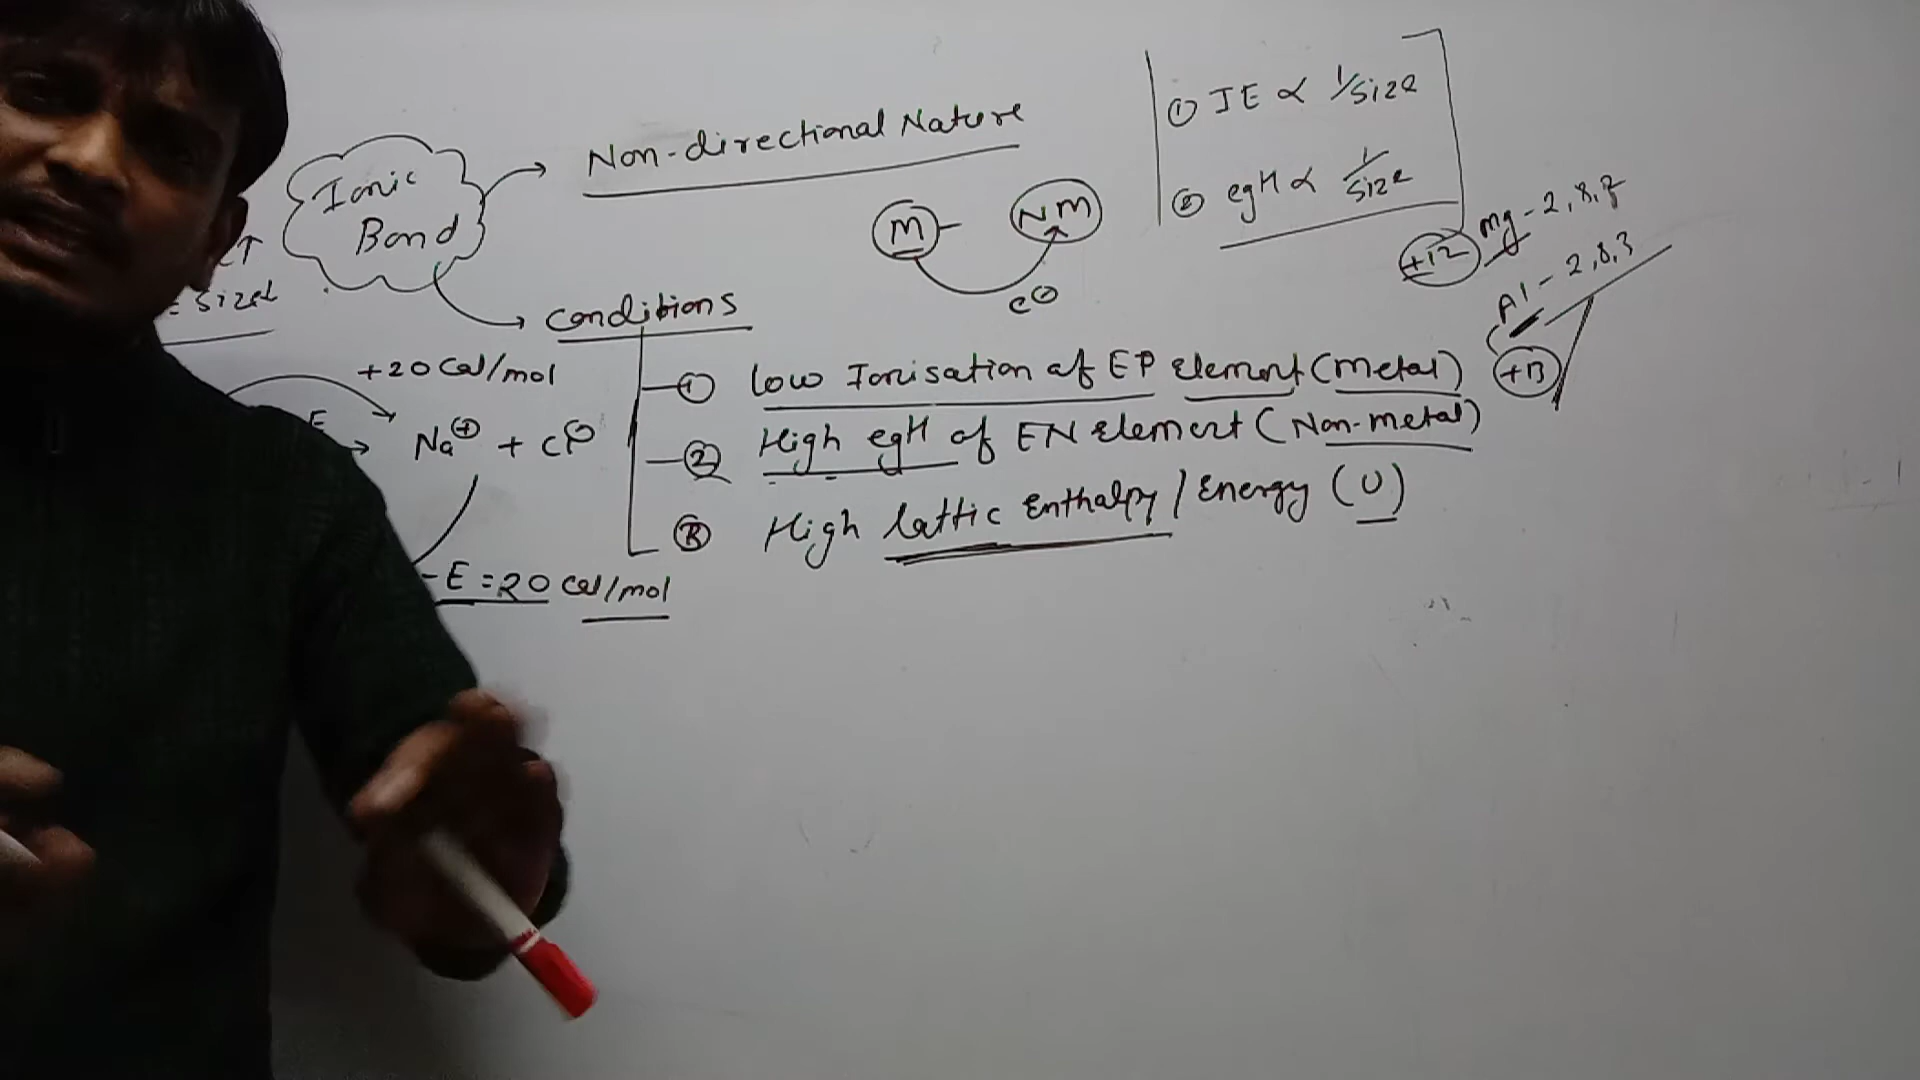 Ionic
Bond
Non-directional Nature
M
NM
e⊖
① IE ∝ 1/size
② egH ∝ 1/size
+12
Mg - 2, 8, 2
Al - 2, 8, 3
+13
conditions
① low Ionisation of EP Element (Metal)
② High egH of EN Element (Non-metal)
③ High lattic Enthalpy / Energy (U)
+20 Cal/mol
Na⊕ + Cl⊖
-E = 20 Cal/mol